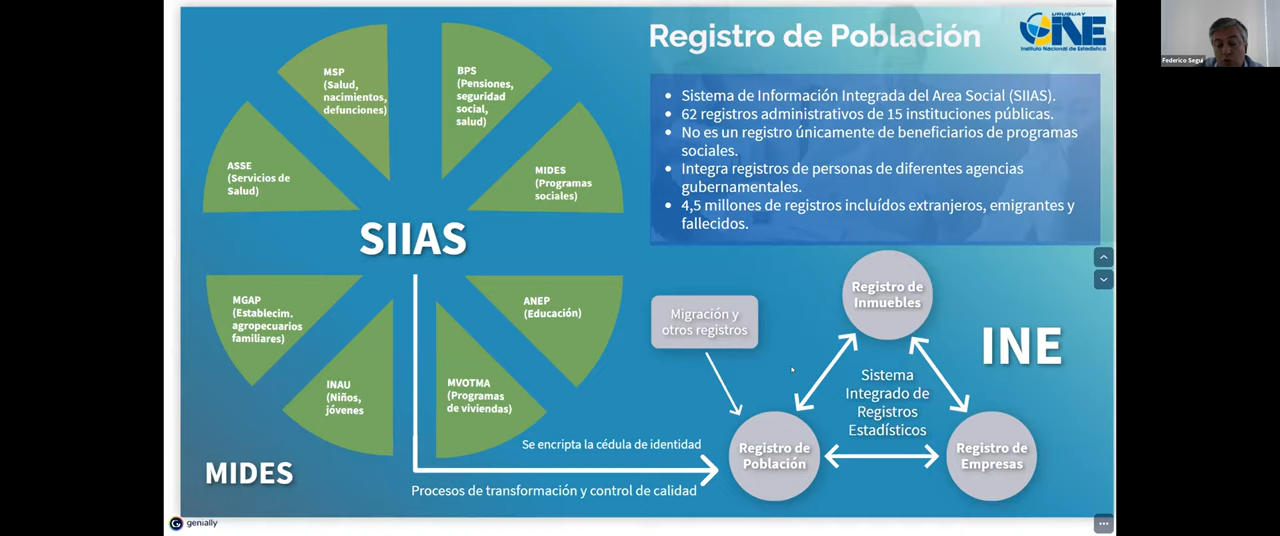 Registro de Población
URUGUAY
INE
Instituto Nacional de Estadística
Federico Segui
• Sistema de Información Integrada del Area Social (SIIAS).
• 62 registros administrativos de 15 instituciones públicas.
• No es un registro únicamente de beneficiarios de programas
sociales.
• Integra registros de personas de diferentes agencias
gubernamentales.
• 4,5 millones de registros incluídos extranjeros, emigrantes y
fallecidos.
MSP
(Salud,
nacimientos,
defunciones)
BPS
(Pensiones,
seguridad
social,
salud)
ASSE
(Servicios de
Salud)
MIDES
(Programas
sociales)
SIIAS
MGAP
(Establecim.
agropecuarios
familiares)
ANEP
(Educación)
INAU
(Niños,
jóvenes
MVOTMA
(Programas
de viviendas)
MIDES
Se encripta la cédula de identidad
Procesos de transformación y control de calidad
Migración y
otros registros
Registro de
Inmuebles
INE
Sistema
Integrado de
Registros
Estadísticos
Registro de
Población
Registro de
Empresas
genially